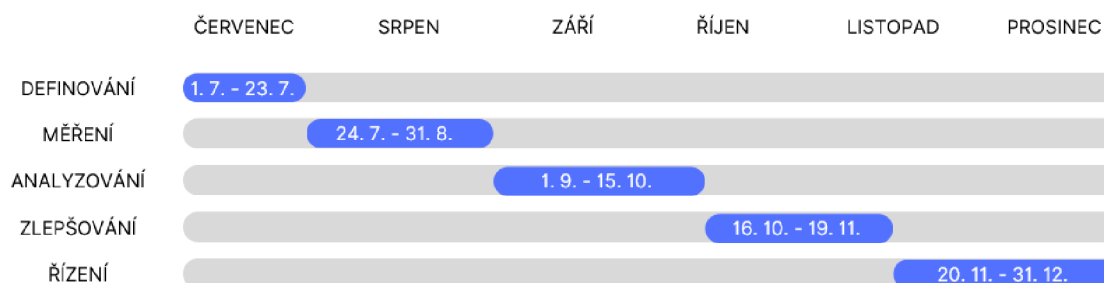 ČERVENEC SRPEN ZÁŘÍ ŘÍJEN LISTOPAD PROSINEC
DEFINOVÁNÍ 1. 7. - 23. 7.
MĚŘENÍ 24. 7. - 31. 8.
ANALYZOVÁNÍ 1. 9. - 15. 10.
ZLEPŠOVÁNÍ 16. 10. - 19. 11.
ŘÍZENÍ 20. 11. - 31. 12.